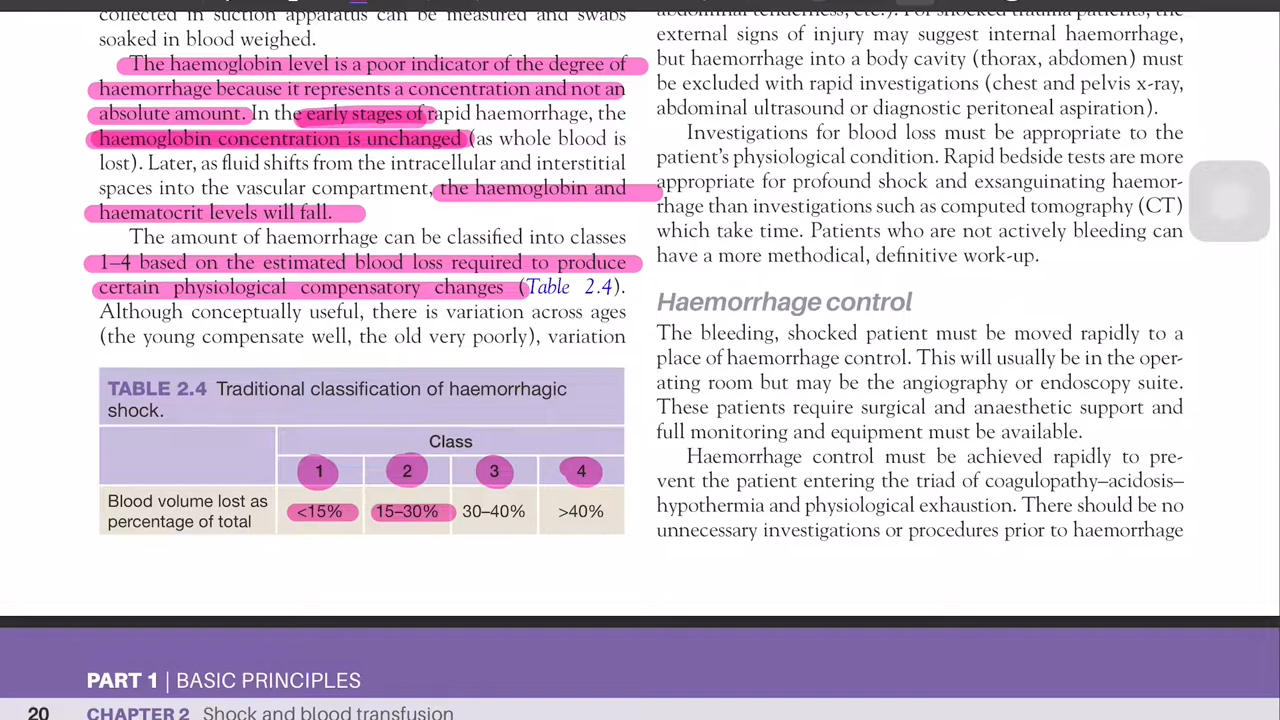 collected in suction apparatus can be measured and swabs
soaked in blood weighed.
The haemoglobin level is a poor indicator of the degree of
haemorrhage because it represents a concentration and not an
absolute amount. In the early stages of rapid haemorrhage, the
haemoglobin concentration is unchanged (as whole blood is
lost). Later, as fluid shifts from the intracellular and interstitial
spaces into the vascular compartment, the haemoglobin and
haematocrit levels will fall.
The amount of haemorrhage can be classified into classes
1–4 based on the estimated blood loss required to produce
certain physiological compensatory changes (Table 2.4).
Although conceptually useful, there is variation across ages
(the young compensate well, the old very poorly), variation
TABLE 2.4 Traditional classification of haemorrhagic
shock.
Class
1 2 3 4
Blood volume lost as
percentage of total
<15% 15–30% 30–40% >40%
abdominal tenderness, etc.). For shocked trauma patients, the
external signs of injury may suggest internal haemorrhage,
but haemorrhage into a body cavity (thorax, abdomen) must
be excluded with rapid investigations (chest and pelvis x-ray,
abdominal ultrasound or diagnostic peritoneal aspiration).
Investigations for blood loss must be appropriate to the
patient's physiological condition. Rapid bedside tests are more
appropriate for profound shock and exsanguinating haemor-
rhage than investigations such as computed tomography (CT)
which take time. Patients who are not actively bleeding can
have a more methodical, definitive work-up.
Haemorrhage control
The bleeding, shocked patient must be moved rapidly to a
place of haemorrhage control. This will usually be in the oper-
ating room but may be the angiography or endoscopy suite.
These patients require surgical and anaesthetic support and
full monitoring and equipment must be available.
Haemorrhage control must be achieved rapidly to pre-
vent the patient entering the triad of coagulopathy–acidosis–
hypothermia and physiological exhaustion. There should be no
unnecessary investigations or procedures prior to haemorrhage
PART 1 | BASIC PRINCIPLES
20 CHAPTER 2 Shock and blood transfusion